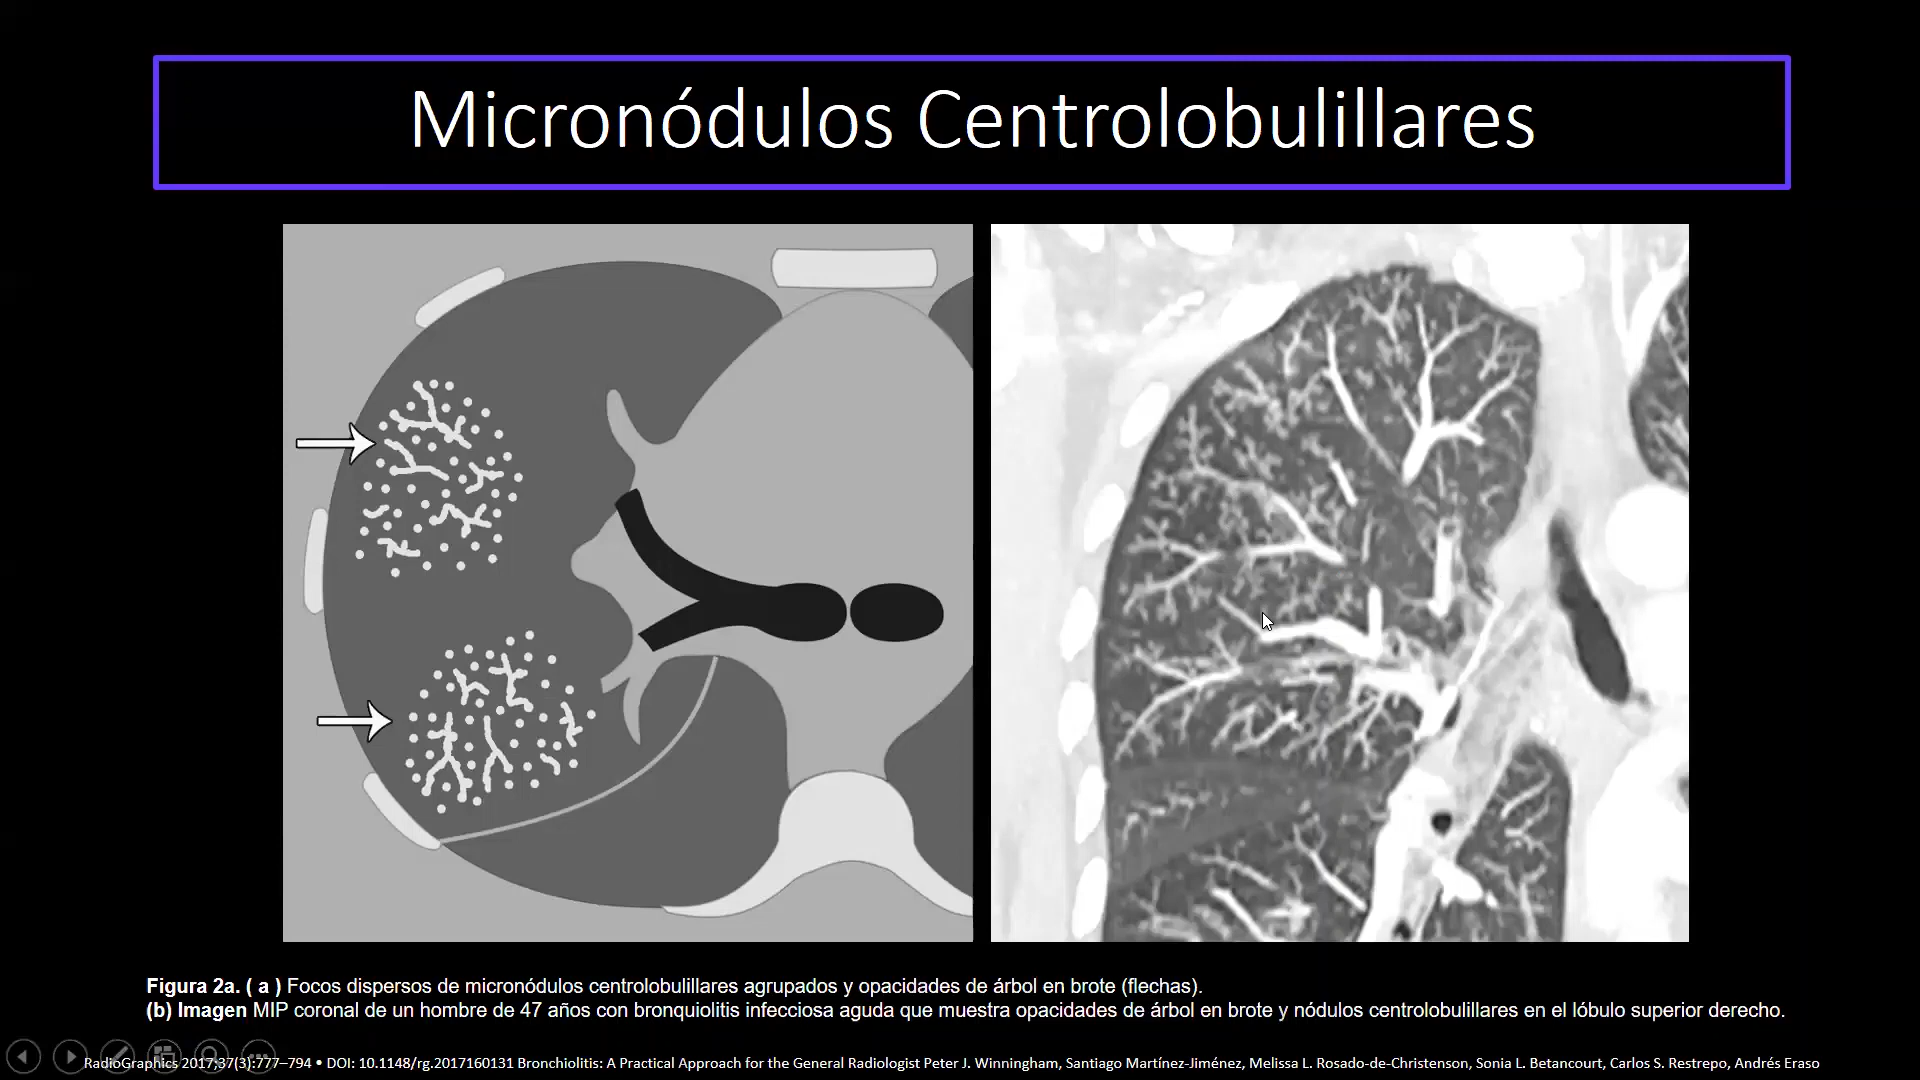 Micronódulos Centrolobulillares
Figura 2a. ( a ) Focos dispersos de micronódulos centrolobulillares agrupados y opacidades de árbol en brote (flechas).
(b) Imagen MIP coronal de un hombre de 47 años con bronquiolitis infecciosa aguda que muestra opacidades de árbol en brote y nódulos centrolobulillares en el lóbulo superior derecho.
RadioGraphics 2017;37(3):777–794 • DOI: 10.1148/rg.2017160131 Bronchiolitis: A Practical Approach for the General Radiologist Peter J. Winningham, Santiago Martínez-Jiménez, Melissa L. Rosado-de-Christenson, Sonia L. Betancourt, Carlos S. Restrepo, Andrés Eraso